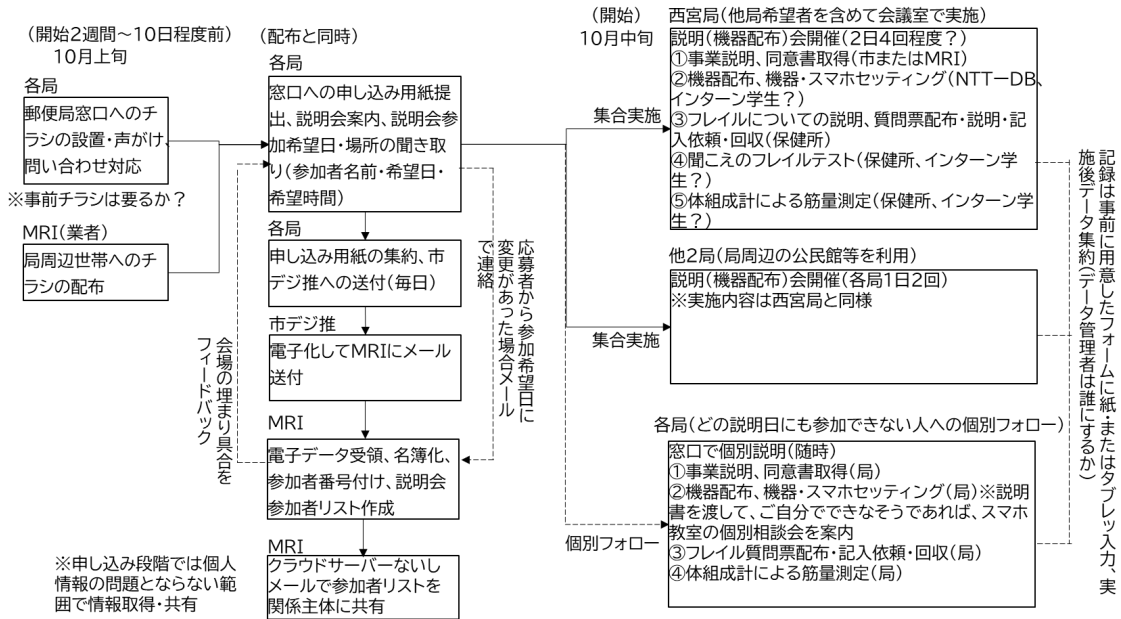 （開始2週間～10日程度前）
10月上旬
各局
郵便局窓口へのチ
ラシの設置・声がけ、
問い合わせ対応
※事前チラシは要るか？
MRI（業者）
局周辺世帯へのチ
ラシの配布
（配布と同時）
各局
窓口への申し込み用紙提
出、説明会案内、説明会参
加希望日・場所の聞き取
り（参加者名前・希望日・
希望時間）
各局
申し込み用紙の集約、市
デジ推への送付（毎日）
市デジ推
電子化してMRIにメール
送付
MRI
電子データ受領、名簿化、
参加者番号付け、説明会
参加者リスト作成
MRI
クラウドサーバーないし
メールで参加者リストを
関係主体に共有
会場の埋まり具合を
フィードバック
応募者から参加希望日に
変更があった場合メール
で連絡
※申し込み段階では個人
情報の問題とならない範
囲で情報取得・共有
（開始）
10月中旬
集合実施
集合実施
個別フォロー
西宮局（他局希望者を含めて会議室で実施）
説明（機器配布）会開催（2日4回程度？）
①事業説明、同意書取得（市またはMRI）
②機器配布、機器・スマホセッティング（NTTーDB、
インターン学生？）
③フレイルについての説明、質問票配布・説明・記
入依頼・回収（保健所）
④聞こえのフレイルテスト（保健所、インターン学
生？）
⑤体組成計による筋量測定（保健所、インターン学
生？）
他2局（局周辺の公民館等を利用）
説明（機器配布）会開催（各局1日2回）
※実施内容は西宮局と同様
各局（どの説明日にも参加できない人への個別フォロー）
窓口で個別説明（随時）
①事業説明、同意書取得（局）
②機器配布、機器・スマホセッティング（局）※説明
書を渡して、ご自分でできなそうであれば、スマホ
教室の個別相談会を案内
③フレイル質問票配布・記入依頼・回収（局）
④体組成計による筋量測定（局）
記録は事前に用意したフォームに紙・またはタブレッ入力、実
施後データ集約（データ管理者は誰にするか）